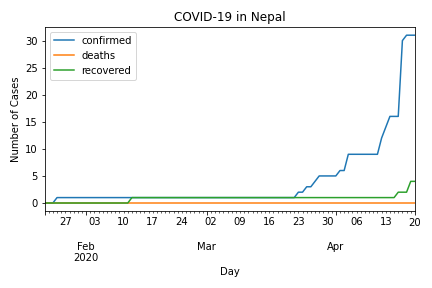 COVID-19 in Nepal
confirmed
deaths
recovered
Number of Cases
30
25
20
15
10
5
0
27 03 10 17 24 02 09 16 23 30 06 13 20
Feb Mar Apr
2020
Day